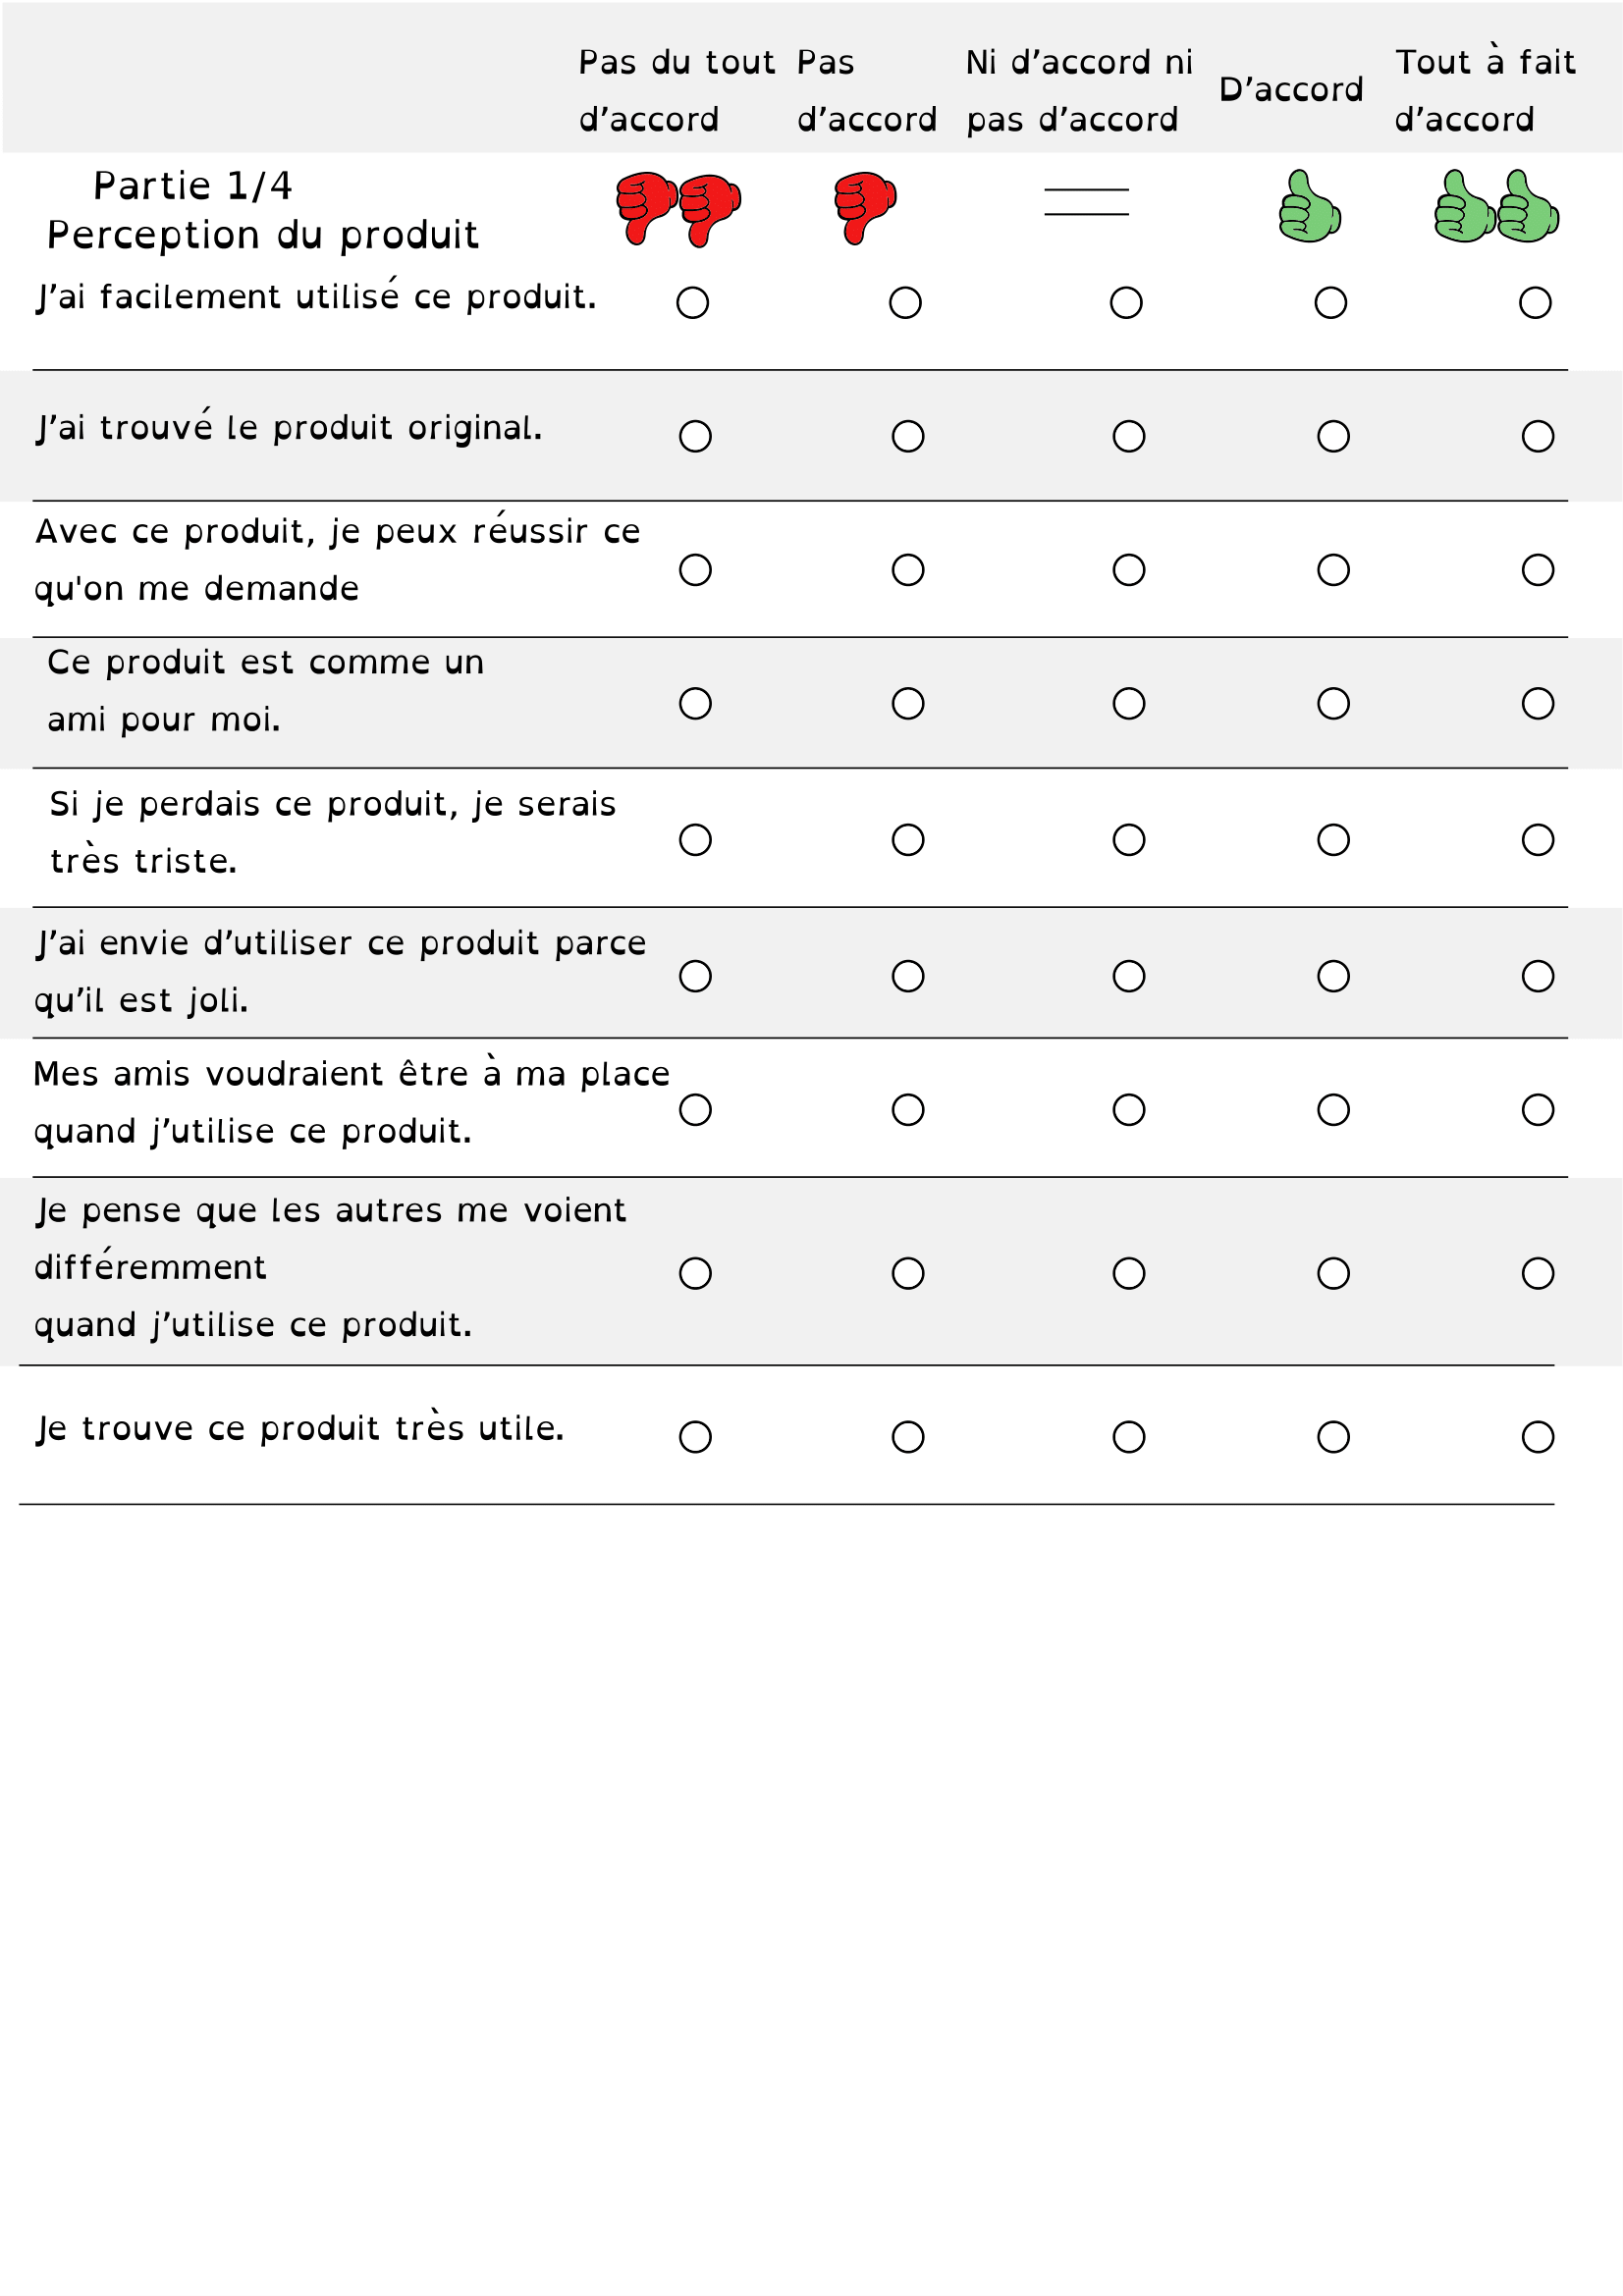 Pas du tout
d’accord
Pas
d’accord
Ni d’accord ni
pas d’accord
D’accord
Tout à fait
d’accord
Partie 1/4
Perception du produit
J’ai facilement utilisé ce produit.
J’ai trouvé le produit original.
Avec ce produit, je peux réussir ce
qu'on me demande
Ce produit est comme un
ami pour moi.
Si je perdais ce produit, je serais
très triste.
J’ai envie d’utiliser ce produit parce
qu’il est joli.
Mes amis voudraient être à ma place
quand j’utilise ce produit.
Je pense que les autres me voient
différemment
quand j’utilise ce produit.
Je trouve ce produit très utile.